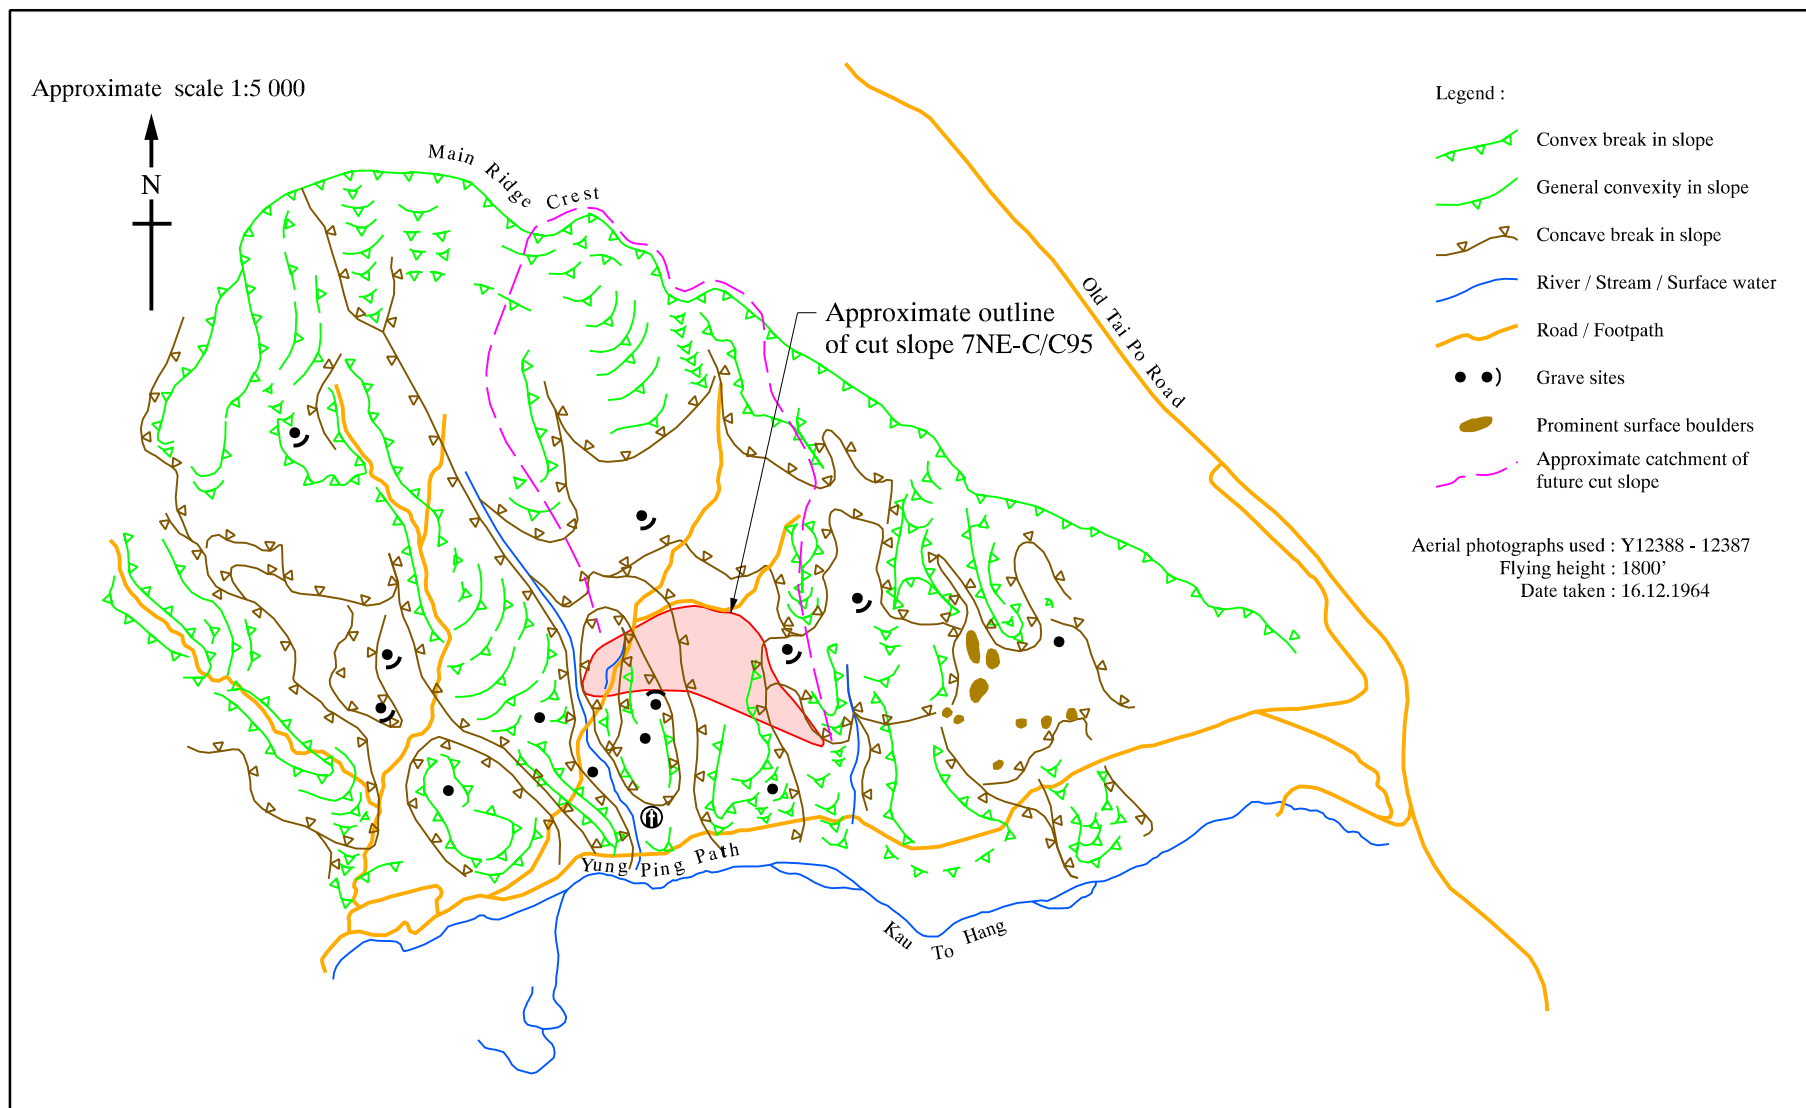 Approximate scale 1:5 000
N
Main Ridge Crest
Approximate outline
of cut slope 7NE-C/C95
Old Tai Po Road
Yung Ping Path
Kau To Hang
Legend :
Convex break in slope
General convexity in slope
Concave break in slope
River / Stream / Surface water
Road / Footpath
Grave sites
Prominent surface boulders
Approximate catchment of
future cut slope
Aerial photographs used : Y12388 - 12387
Flying height : 1800’
Date taken : 16.12.1964